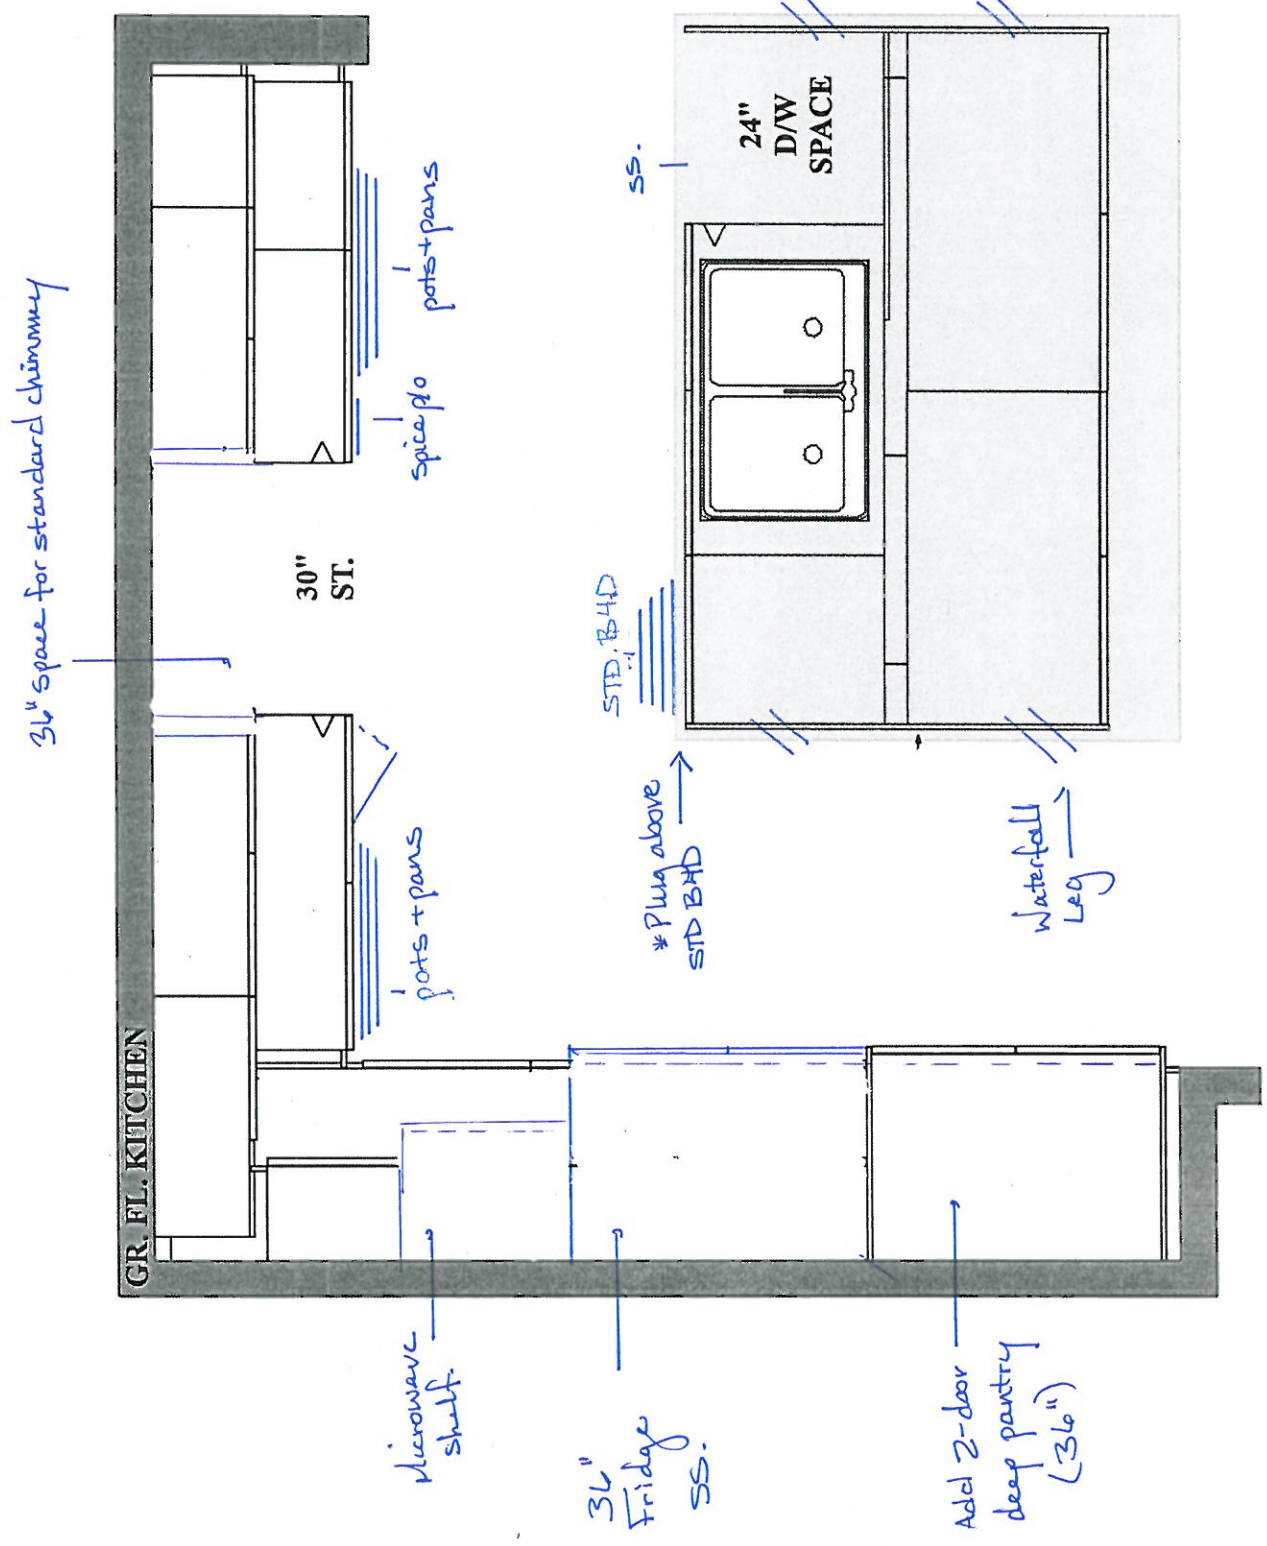 GR. FL. KITCHEN
36" space for standard chimney
30"
ST.
pots+pans
spice p/o
pots+pans
Microwave
shelf.
36"
Fridge
SS.
Add 2-door
deep pantry
(36")
STD. B4D
*Plug above
STD B4D
Waterfall
Leg
SS.
24"
D/W
SPACE